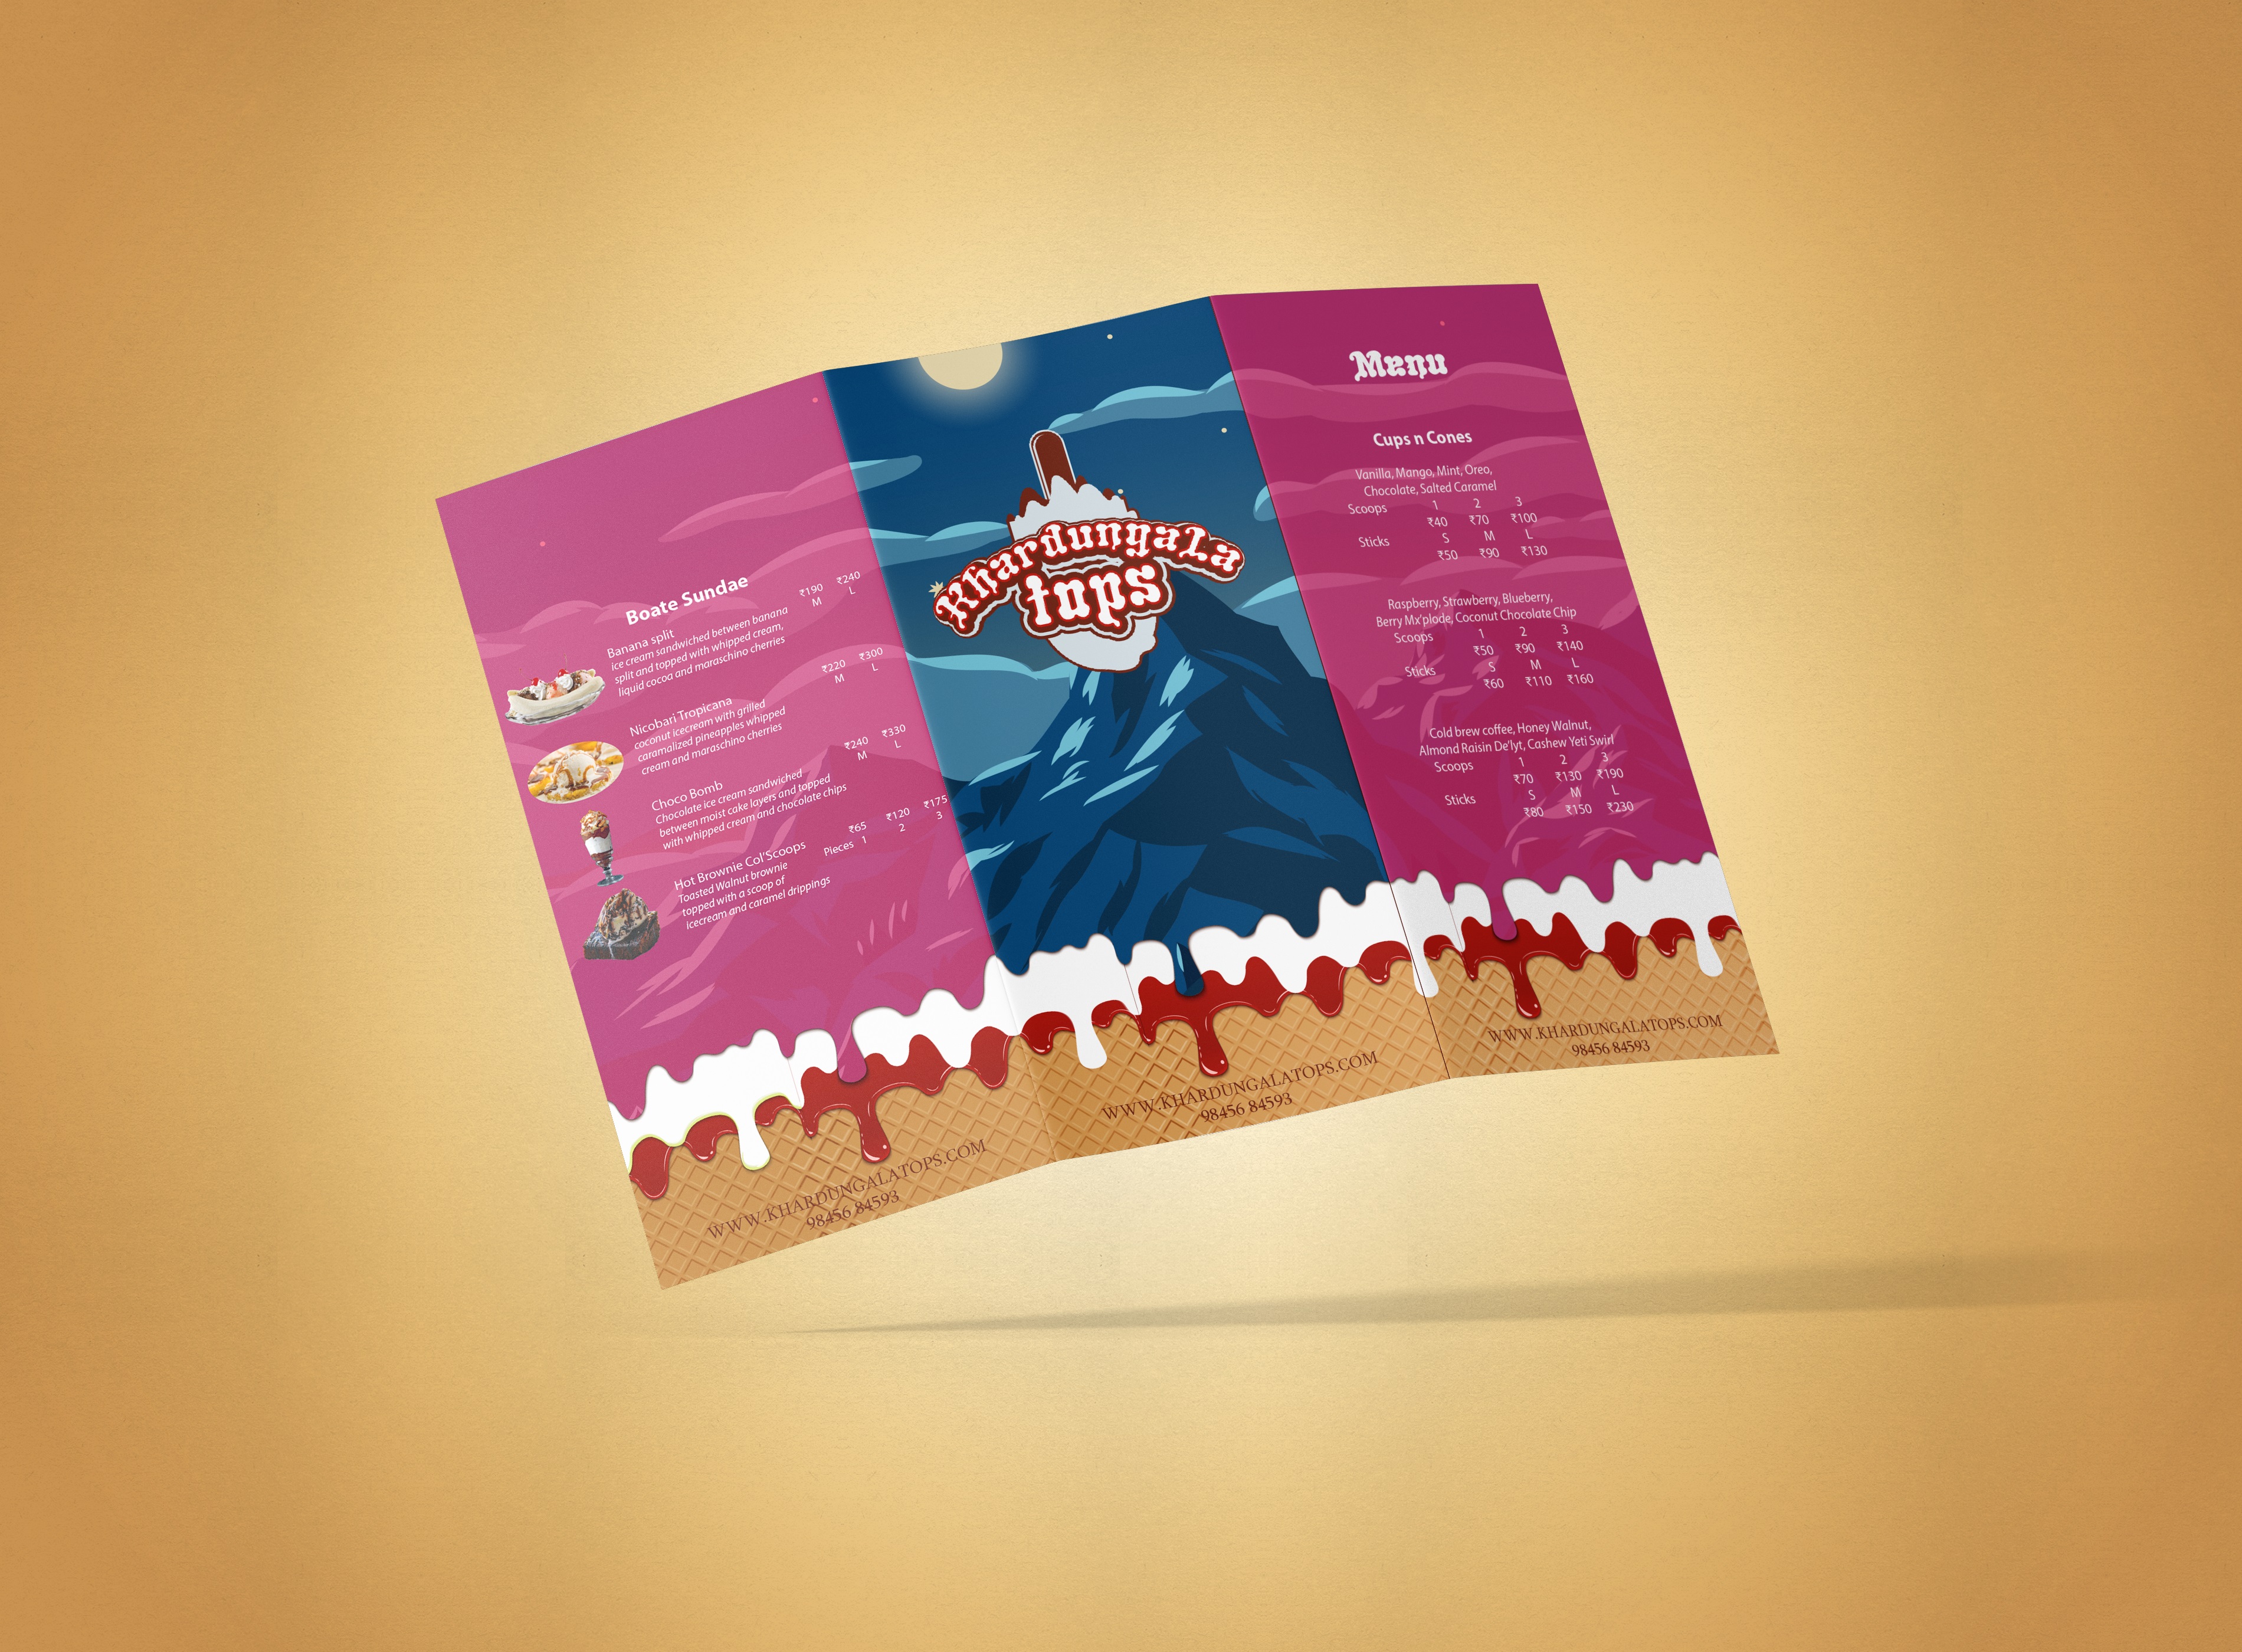 Boate Sundae
₹190 ₹240
M L
Banana split
ice cream sandwiched between banana
split and topped with whipped cream,
liquid cocoa and maraschino cherries
₹220 ₹300
M L
Nicobari Tropicana
coconut icecream with grilled
caramalized pineapples whipped
cream and maraschino cherries
₹240 ₹330
M L
Choco Bomb
Chocolate ice cream sandwiched
between moist cake layers and topped
with whipped cream and chocolate chips
₹65 ₹120 ₹175
Pieces 1 2 3
Hot Brownie Col'Scoops
Toasted Walnut brownie
topped with a scoop of
icecream and caramel drippings
WWW.KHARDUNGALATOPS.COM
98456 84593
Khardungala
tops
WWW.KHARDUNGALATOPS.COM
98456 84593
Menu
Cups n Cones
Vanilla, Mango, Mint, Oreo,
Chocolate, Salted Caramel
Scoops 1 2 3
₹40 ₹70 ₹100
Sticks S M L
₹50 ₹90 ₹130
Raspberry, Strawberry, Blueberry,
Berry Mx'plode, Coconut Chocolate Chip
Scoops 1 2 3
₹50 ₹90 ₹140
Sticks S M L
₹60 ₹110 ₹160
Cold brew coffee, Honey Walnut,
Almond Raisin De'lyt, Cashew Yeti Swirl
Scoops 1 2 3
₹70 ₹130 ₹190
Sticks S M L
₹80 ₹150 ₹230
WWW.KHARDUNGALATOPS.COM
98456 84593